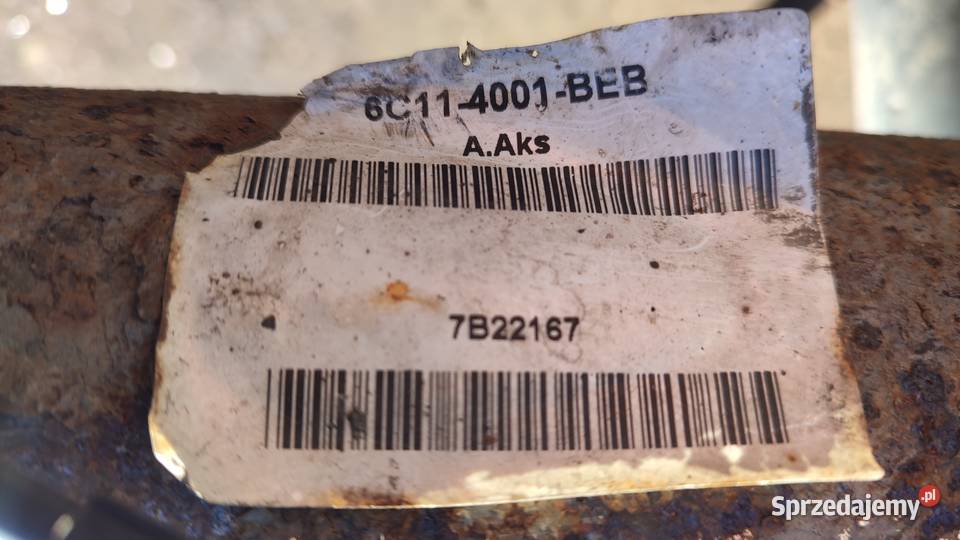 6C11-4001-BEB
A.Aks
7B22167
Sprzedajemy.pl